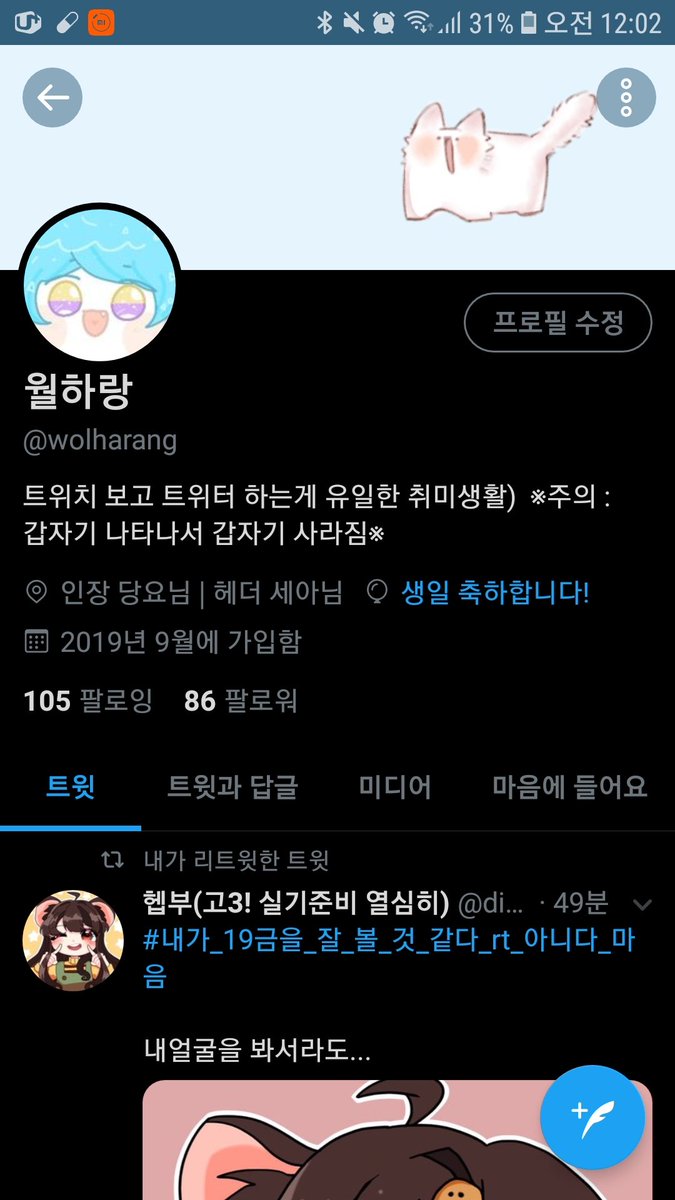 31% 오전 12:02
프로필 수정
월하랑
@wolharang
트위치 보고 트위터 하는게 유일한 취미생활) ※주의 :
갑자기 나타나서 갑자기 사라짐※
인장 당요님 | 헤더 세아님 생일 축하합니다!
2019년 9월에 가입함
105 팔로잉 86 팔로워
트윗 트윗과 답글 미디어 마음에 들어요
내가 리트윗한 트윗
헵부(고3! 실기준비 열심히) @di... · 49분
#내가_19금을_잘_볼_것_같다_rt_아니다_마
음
내얼굴을 봐서라도...